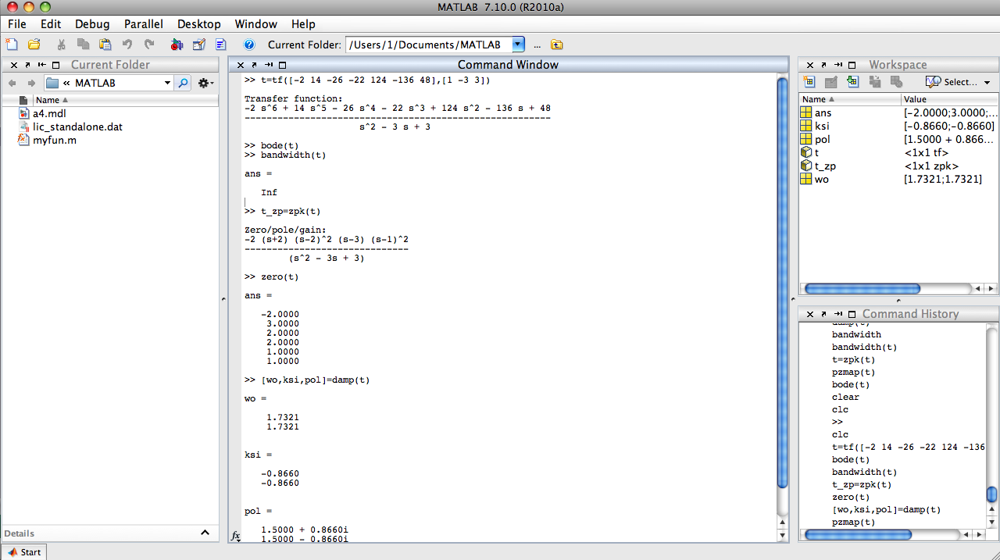 MATLAB 7.10.0 (R2010a)
File Edit Debug Parallel Desktop Window Help
Current Folder: /Users/1/Documents/MATLAB ...
Current Folder
« MATLAB
Name
a4.mdl
lic_standalone.dat
myfun.m
Details
Start
Command Window
>> t=tf([-2 14 -26 -22 124 -136 48],[1 -3 3])
Transfer function:
-2 s^6 + 14 s^5 - 26 s^4 - 22 s^3 + 124 s^2 - 136 s + 48
--------------------------------------------------------
s^2 - 3 s + 3
>> bode(t)
>> bandwidth(t)
ans =
Inf
>> t_zp=zpk(t)
Zero/pole/gain:
-2 (s+2) (s-2)^2 (s-3) (s-1)^2
------------------------------
(s^2 - 3s + 3)
>> zero(t)
ans =
-2.0000
3.0000
2.0000
2.0000
1.0000
1.0000
>> [wo,ksi,pol]=damp(t)
wo =
1.7321
1.7321
ksi =
-0.8660
-0.8660
pol =
1.5000 + 0.8660i
1.5000 - 0.8660i
fx
Workspace
Select...
Name Value
ans [-2.0000;3.0000;...
ksi [-0.8660;-0.8660]
pol [1.5000 + 0.866...
t <1x1 tf>
t_zp <1x1 zpk>
wo [1.7321;1.7321]
Command History
damp(t)
bandwidth
bandwidth(t)
t=zpk(t)
pzmap(t)
bode(t)
clear
clc
>>
clc
t=tf([-2 14 -26 -22 124 -136
bode(t)
bandwidth(t)
t_zp=zpk(t)
zero(t)
[wo,ksi,pol]=damp(t)
pzmap(t)